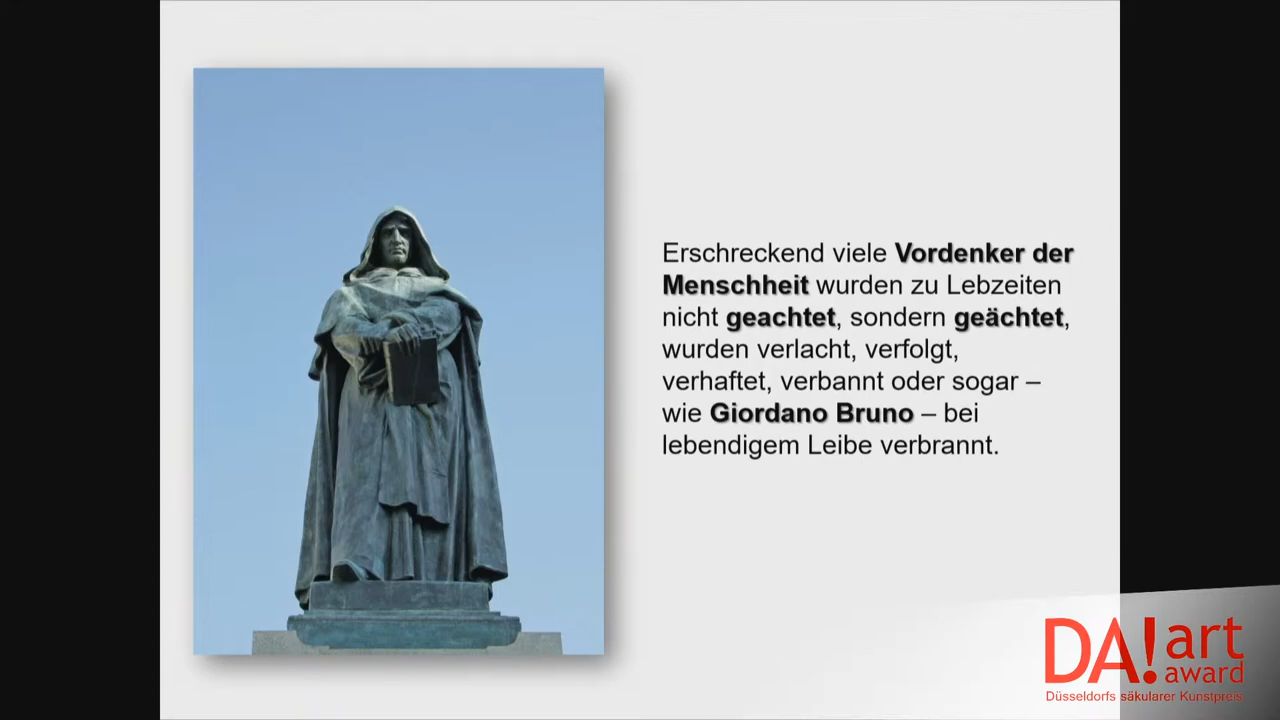 Erschreckend viele Vordenker der
Menschheit wurden zu Lebzeiten
nicht geachtet, sondern geächtet,
wurden verlacht, verfolgt,
verhaftet, verbannt oder sogar –
wie Giordano Bruno – bei
lebendigem Leibe verbrannt.
DA! art
award
Düsseldorfs säkularer Kunstpreis